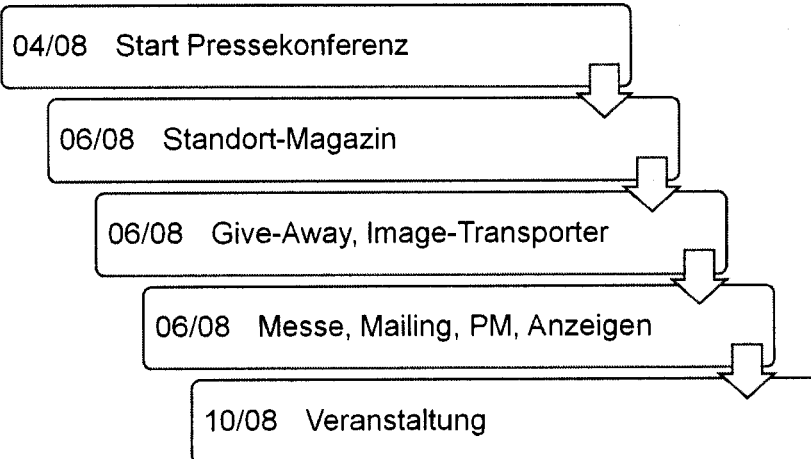 04/08 Start Pressekonferenz
06/08 Standort-Magazin
06/08 Give-Away, Image-Transporter
06/08 Messe, Mailing, PM, Anzeigen
10/08 Veranstaltung